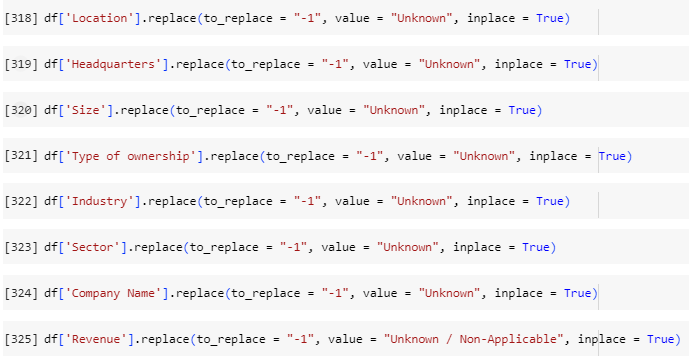 [318] df['Location'].replace(to_replace = "-1", value = "Unknown", inplace = True)
[319] df['Headquarters'].replace(to_replace = "-1", value = "Unknown", inplace = True)
[320] df['Size'].replace(to_replace = "-1", value = "Unknown", inplace = True)
[321] df['Type of ownership'].replace(to_replace = "-1", value = "Unknown", inplace = True)
[322] df['Industry'].replace(to_replace = "-1", value = "Unknown", inplace = True)
[323] df['Sector'].replace(to_replace = "-1", value = "Unknown", inplace = True)
[324] df['Company Name'].replace(to_replace = "-1", value = "Unknown", inplace = True)
[325] df['Revenue'].replace(to_replace = "-1", value = "Unknown / Non-Applicable", inplace = True)